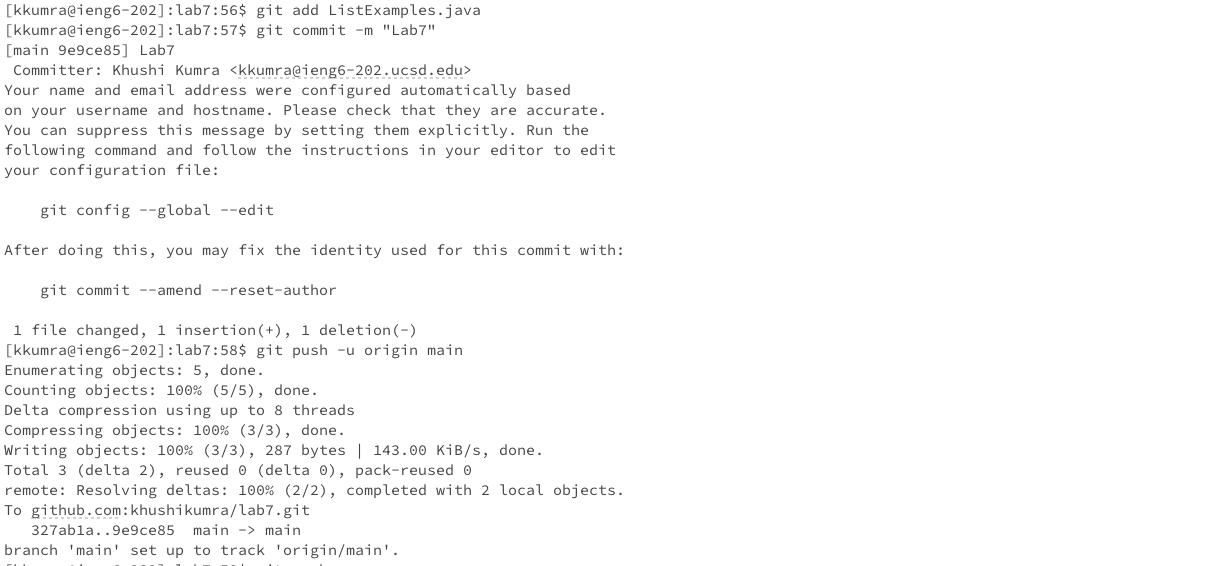 [kkumra@ieng6-202]:lab7:56$ git add ListExamples.java
[kkumra@ieng6-202]:lab7:57$ git commit -m "Lab7"
[main 9e9ce85] Lab7
 Committer: Khushi Kumra <kkumra@ieng6-202.ucsd.edu>
Your name and email address were configured automatically based
on your username and hostname. Please check that they are accurate.
You can suppress this message by setting them explicitly. Run the
following command and follow the instructions in your editor to edit
your configuration file:

    git config --global --edit

After doing this, you may fix the identity used for this commit with:

    git commit --amend --reset-author

 1 file changed, 1 insertion(+), 1 deletion(-)
[kkumra@ieng6-202]:lab7:58$ git push -u origin main
Enumerating objects: 5, done.
Counting objects: 100% (5/5), done.
Delta compression using up to 8 threads
Compressing objects: 100% (3/3), done.
Writing objects: 100% (3/3), 287 bytes | 143.00 KiB/s, done.
Total 3 (delta 2), reused 0 (delta 0), pack-reused 0
remote: Resolving deltas: 100% (2/2), completed with 2 local objects.
To github.com:khushikumra/lab7.git
   327ab1a..9e9ce85  main -> main
branch 'main' set up to track 'origin/main'.